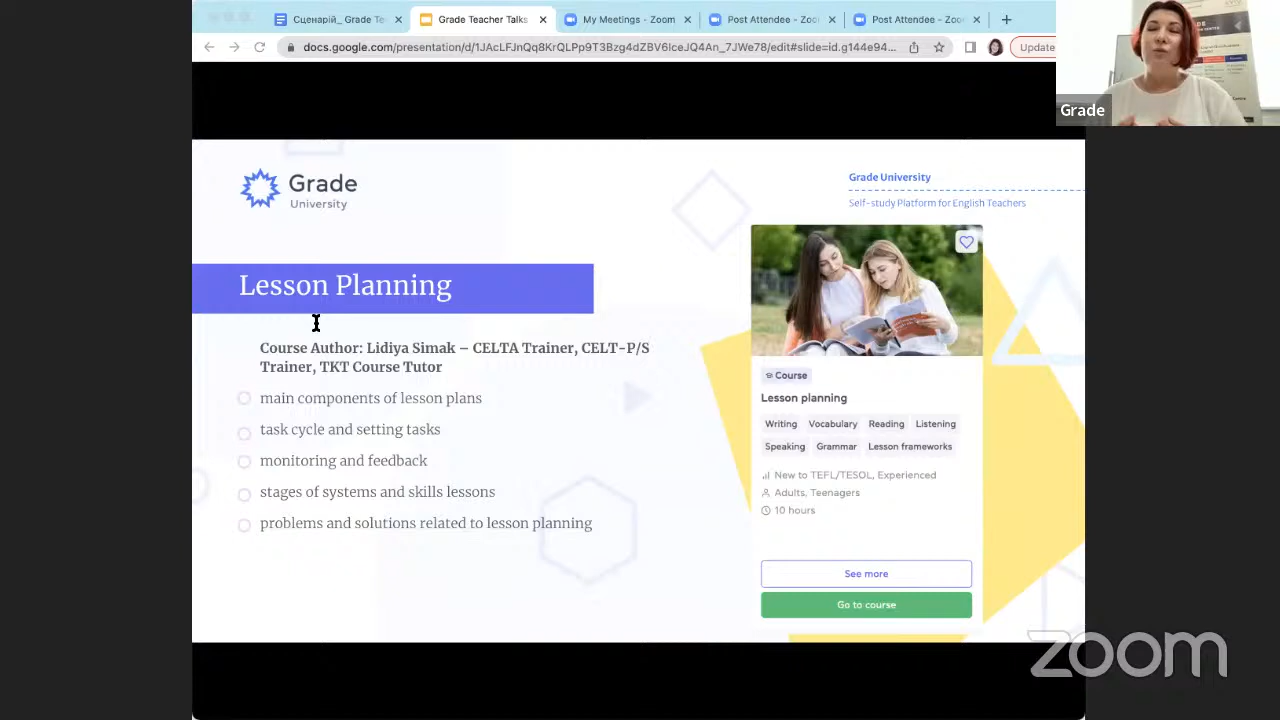 Сценарій_ Grade Te
Grade Teacher Talks
My Meetings - Zoom
Post Attendee - Zoo
Post Attendee - Zoo
docs.google.com/presentation/d/1JAcLFJnQq8KrQLPp9T3Bzg4dZBV6IceJQ4An_7JWe78/edit#slide=id.g144e94...
Update
Grade
Grade
University
Grade University
Self-study Platform for English Teachers
Lesson Planning
Course Author: Lidiya Simak – CELTA Trainer, CELT-P/S
Trainer, TKT Course Tutor
main components of lesson plans
task cycle and setting tasks
monitoring and feedback
stages of systems and skills lessons
problems and solutions related to lesson planning
Course
Lesson planning
Writing Vocabulary Reading Listening
Speaking Grammar Lesson frameworks
New to TEFL/TESOL, Experienced
Adults, Teenagers
10 hours
See more
Go to course
zoom